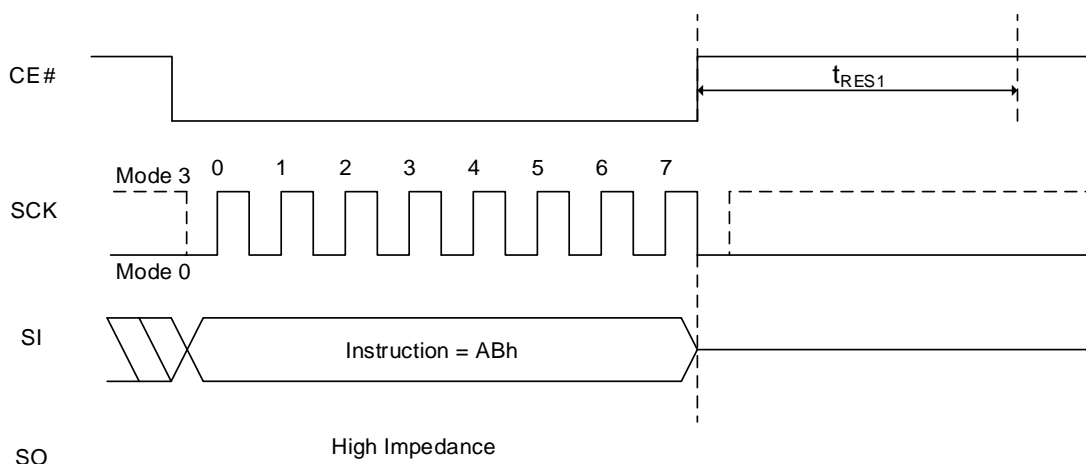 CE#
tRES1
Mode 3
0 1 2 3 4 5 6 7
SCK
Mode 0
SI
Instruction = ABh
High Impedance
SO